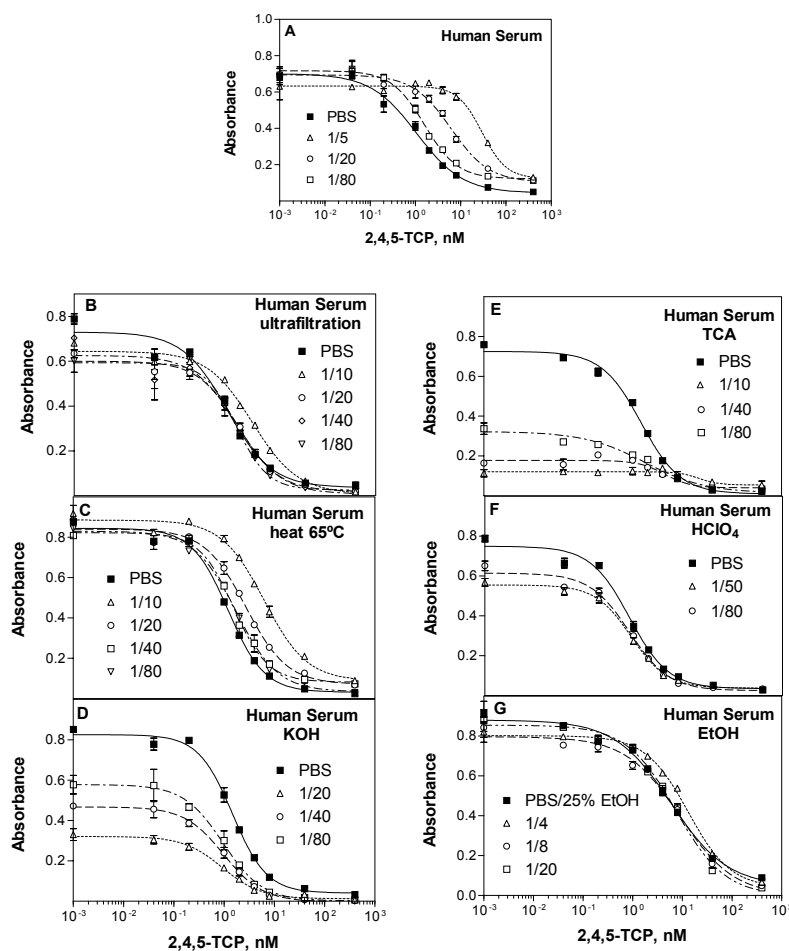 A
Human Serum
1.0
0.8
0.6
0.4
0.2
Absorbance
PBS
1/5
1/20
1/80
10⁻³ 10⁻² 10⁻¹ 10⁰ 10¹ 10² 10³
2,4,5-TCP, nM
B
Human Serum
ultrafiltration
0.8
0.6
0.4
0.2
Absorbance
PBS
1/10
1/20
1/40
1/80
C
Human Serum
heat 65ºC
0.8
0.6
0.4
0.2
Absorbance
PBS
1/10
1/20
1/40
1/80
D
Human Serum
KOH
0.8
0.6
0.4
0.2
Absorbance
PBS
1/20
1/40
1/80
10⁻³ 10⁻² 10⁻¹ 10⁰ 10¹ 10² 10³
2,4,5-TCP, nM
E
Human Serum
TCA
0.8
0.6
0.4
0.2
Absorbance
PBS
1/10
1/40
1/80
F
Human Serum
HClO₄
0.8
0.6
0.4
0.2
Absorbance
PBS
1/50
1/80
G
Human Serum
EtOH
0.8
0.6
0.4
0.2
0.0
Absorbance
PBS/25% EtOH
1/4
1/8
1/20
10⁻³ 10⁻² 10⁻¹ 10⁰ 10¹ 10² 10³
2,4,5-TCP, nM